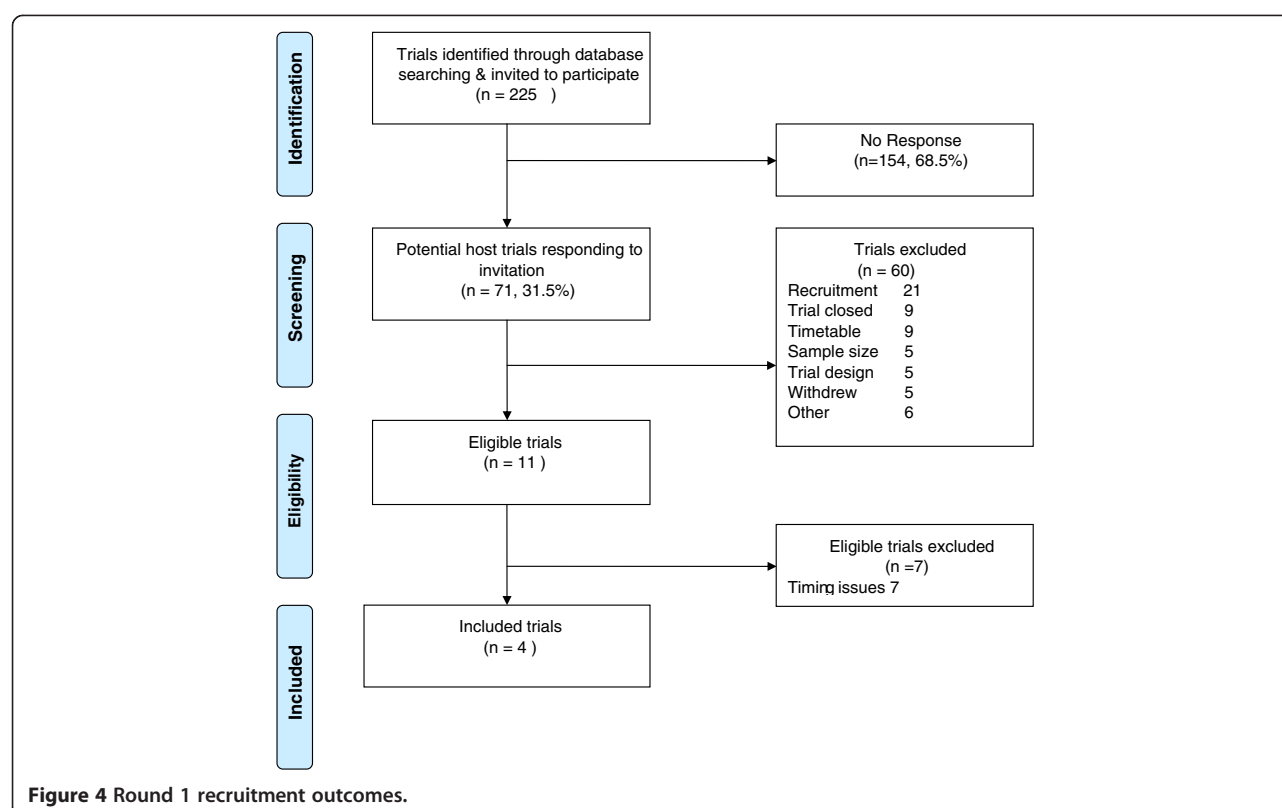 Identification
Trials identified through database
searching & invited to participate
(n = 225 )
No Response
(n=154, 68.5%)
Screening
Potential host trials responding to
invitation
(n = 71, 31.5%)
Trials excluded
(n = 60)
Recruitment 21
Trial closed 9
Timetable 9
Sample size 5
Trial design 5
Withdrew 5
Other 6
Eligibility
Eligible trials
(n = 11 )
Eligible trials excluded
(n =7)
Timing issues 7
Included
Included trials
(n = 4 )
Figure 4 Round 1 recruitment outcomes.